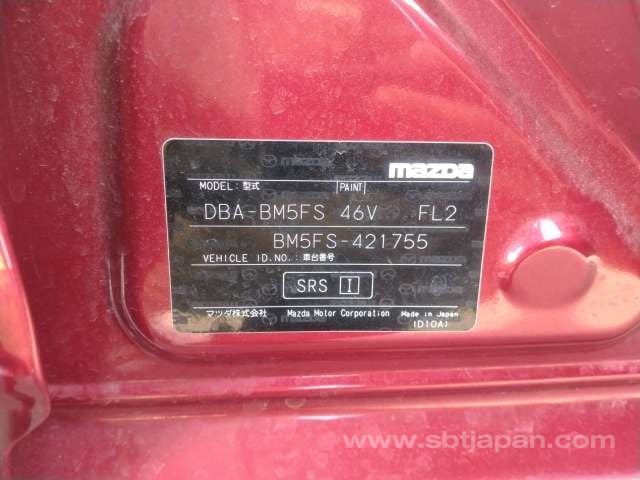 mazda
MODEL: 型式 PAINT
DBA-BM5FS 46V FL2
BM5FS-421755
VEHICLE ID.NO.: 車台番号
SRS I
マツダ株式会社 Mazda Motor Corporation Made in Japan
(D10A)
www.sbtjapan.com/